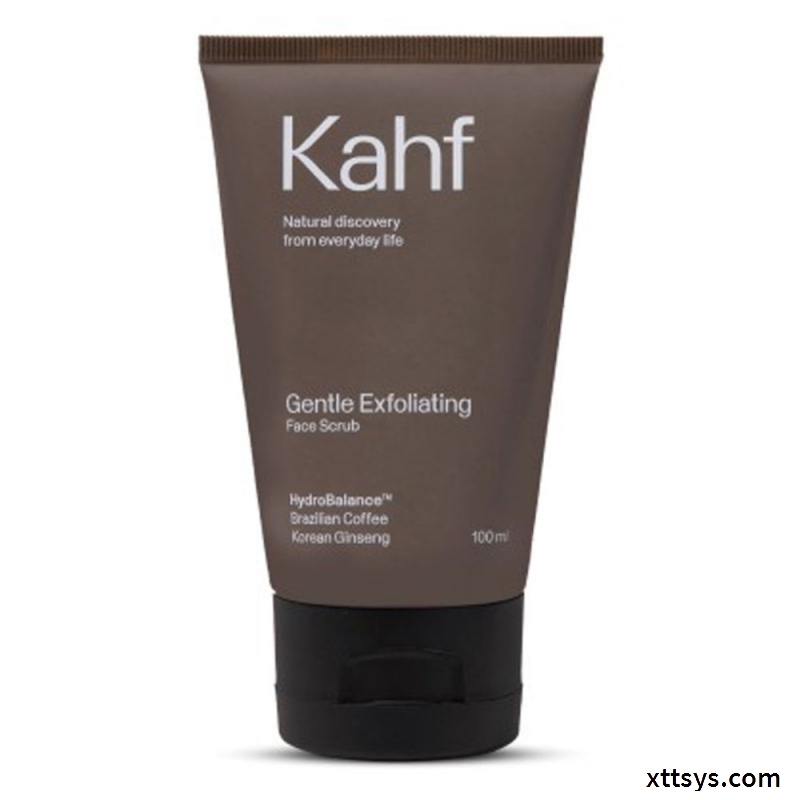 Kahf
Natural discovery
from everyday life
Gentle Exfoliating
Face Scrub
HydroBalance™
Brazilian Coffee
Korean Ginseng
100 ml
xttsys.com